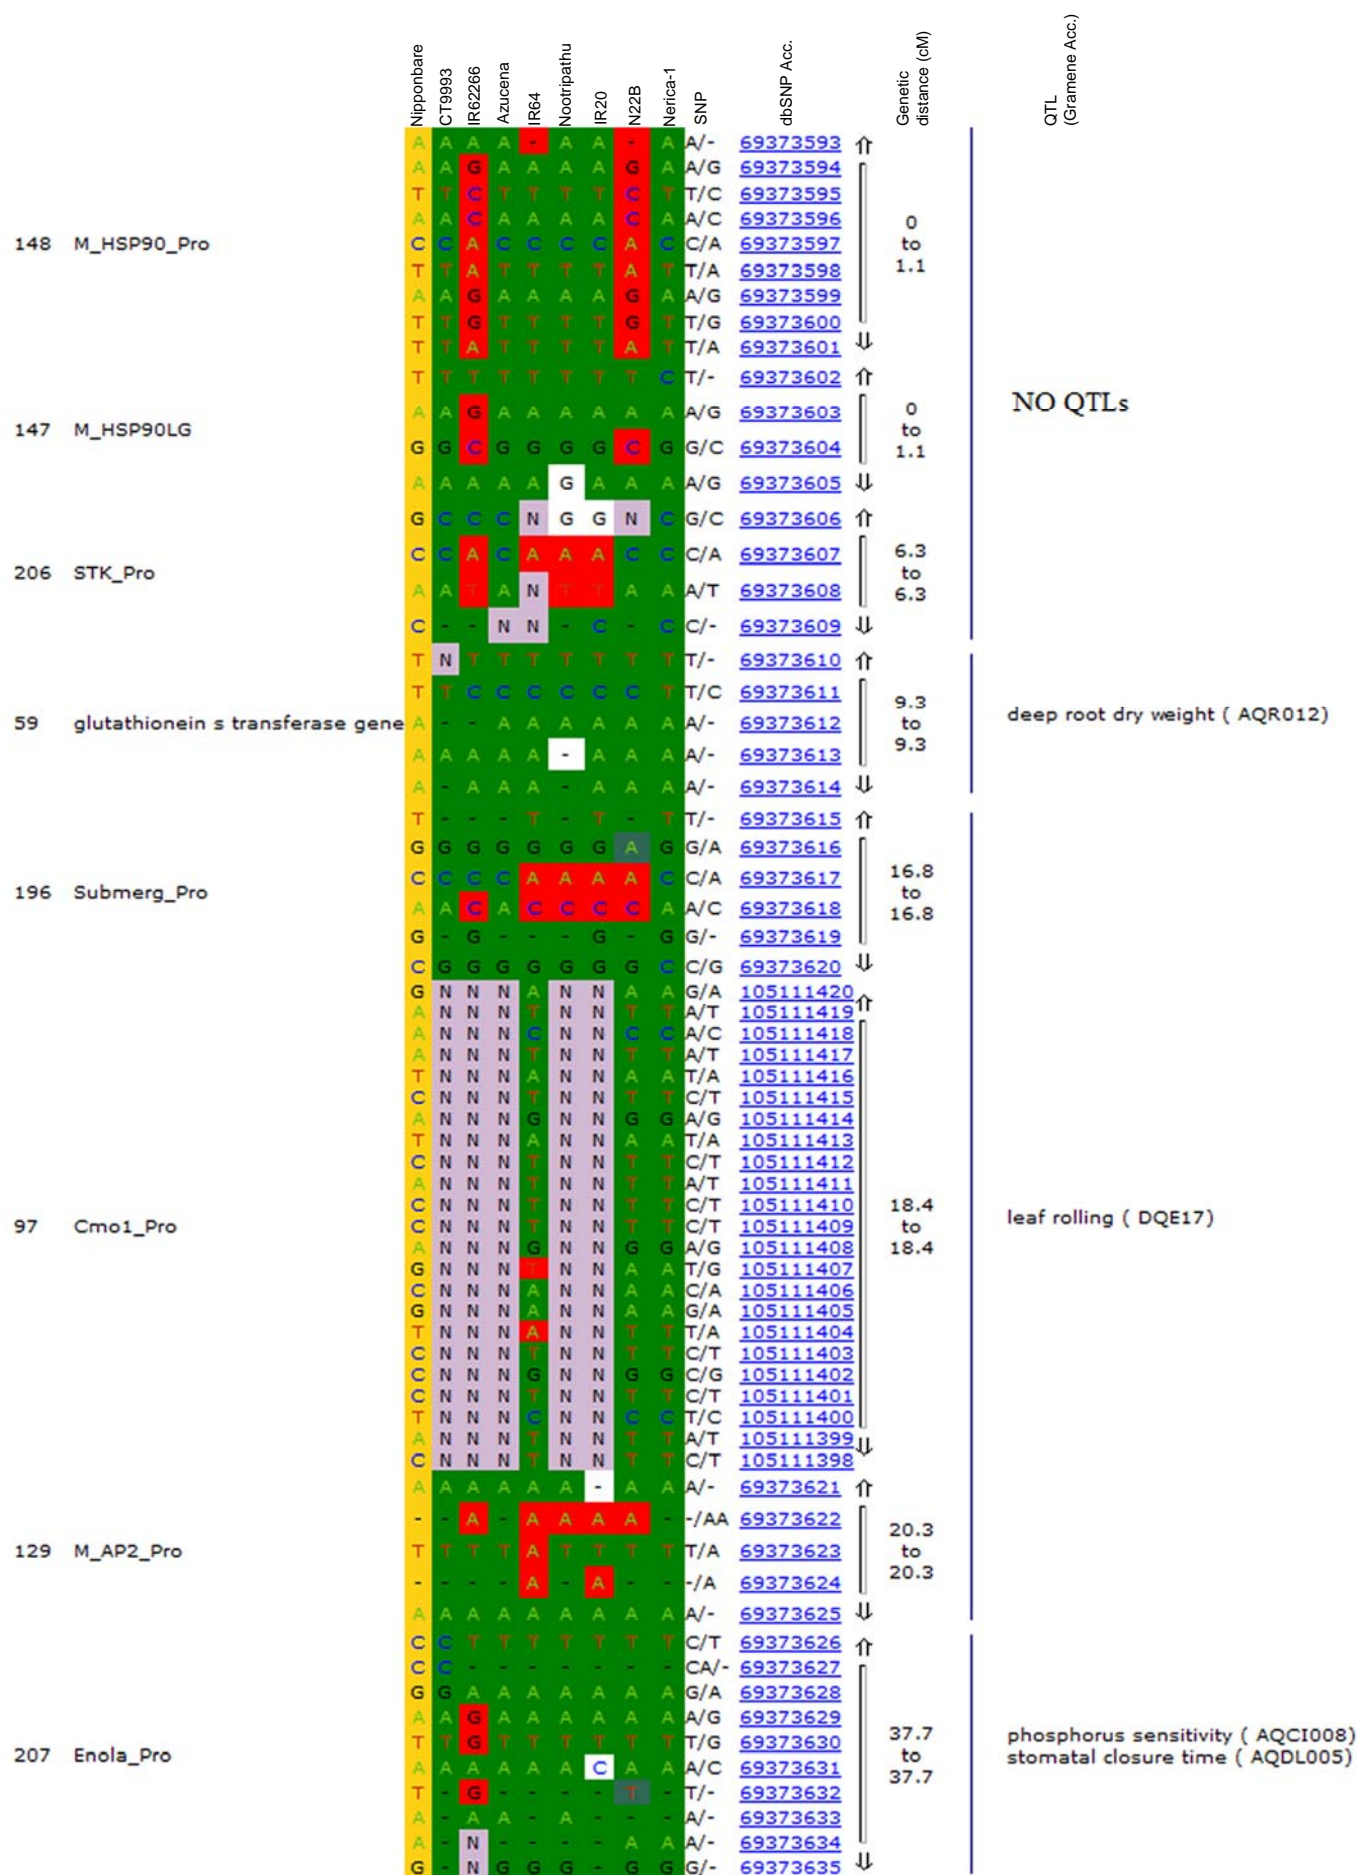 Nipponbare CT9993 IR62266 Azucena IR64 Nootripathu IR20 N22B Nerica-1 SNP dbSNP Acc. Genetic distance (cM) QTL (Gramene Acc.)
A A A A - A A - A A/- 69373593
A A G A A A A G A A/G 69373594
T T C T T T T C T T/C 69373595
A A C A A A A C A A/C 69373596
148 M_HSP90_Pro C C A C C C C A C C/A 69373597 0 to 1.1
T T A T T T T A T T/A 69373598
A A G A A A A G A A/G 69373599
T T G T T T T G T T/G 69373600
T T A T T T T A T T/A 69373601
T T T T T T T T C T/- 69373602
NO QTLs
A A G A A A A A A A/G 69373603
147 M_HSP90LG G G C G G G G C G G/C 69373604 0 to 1.1
A A A A A G A A A A/G 69373605
G C C C N G G N C G/C 69373606
C C A C A A A C C C/A 69373607
206 STK_Pro A A T A N T T A A A/T 69373608 6.3 to 6.3
C - - N N - C - C C/- 69373609
T N T T T T T T T T/- 69373610
T T C C C C C C T T/C 69373611
59 glutathionein s transferase gene A - - A A A A A A A/- 69373612 9.3 to 9.3 deep root dry weight ( AQR012)
A A A A A - A A A A/- 69373613
A - A A A - A A A A/- 69373614
T - - - T - T - T T/- 69373615
G G G G G G G A G G/A 69373616
C C C C A A A A C C/A 69373617
196 Submerg_Pro A A C A C C C C A A/C 69373618 16.8 to 16.8
G - G - - - G - G G/- 69373619
C G G G G G G G C C/G 69373620
G N N N A N N A A G/A 105111420
A N N N T N N T T A/T 105111419
A N N N C N N C C A/C 105111418
A N N N T N N T T A/T 105111417
T N N N A N N A A T/A 105111416
C N N N T N N T T C/T 105111415
A N N N G N N G G A/G 105111414
T N N N A N N A A T/A 105111413
C N N N T N N T T C/T 105111412
A N N N T N N T T A/T 105111411
C N N N T N N T T C/T 105111410
97 Cmo1_Pro C N N N T N N T T C/T 105111409 18.4 to 18.4 leaf rolling ( DQE17)
A N N N G N N G G A/G 105111408
G N N N T N N A A T/G 105111407
C N N N A N N A A C/A 105111406
G N N N A N N A A G/A 105111405
T N N N A N N T T T/A 105111404
C N N N T N N T T C/T 105111403
C N N N G N N G G C/G 105111402
C N N N T N N T T C/T 105111401
T N N N C N N C C T/C 105111400
A N N N T N N T T A/T 105111399
C N N N T N N T T C/T 105111398
A A A A A A - A A A/- 69373621
- - A - A A A A - -/AA 69373622
129 M_AP2_Pro T T T T A T T T T T/A 69373623 20.3 to 20.3
- - - - A - A - - -/A 69373624
A A A A A A A A A A/- 69373625
C C T T T T T T T C/T 69373626
C C - - - - - - - CA/- 69373627
G G A A A A A A A G/A 69373628
A A G A A A A A A A/G 69373629
T T G T T T T T T T/G 69373630
207 Enola_Pro A A A A A A C A A A/C 69373631 37.7 to 37.7 phosphorus sensitivity ( AQCI008)
stomatal closure time ( AQDL005)
T - G - - - - T - T/- 69373632
A - A A - A - - - A/- 69373633
A - N - - - - A A A/- 69373634
G - N G G G - G G G/- 69373635